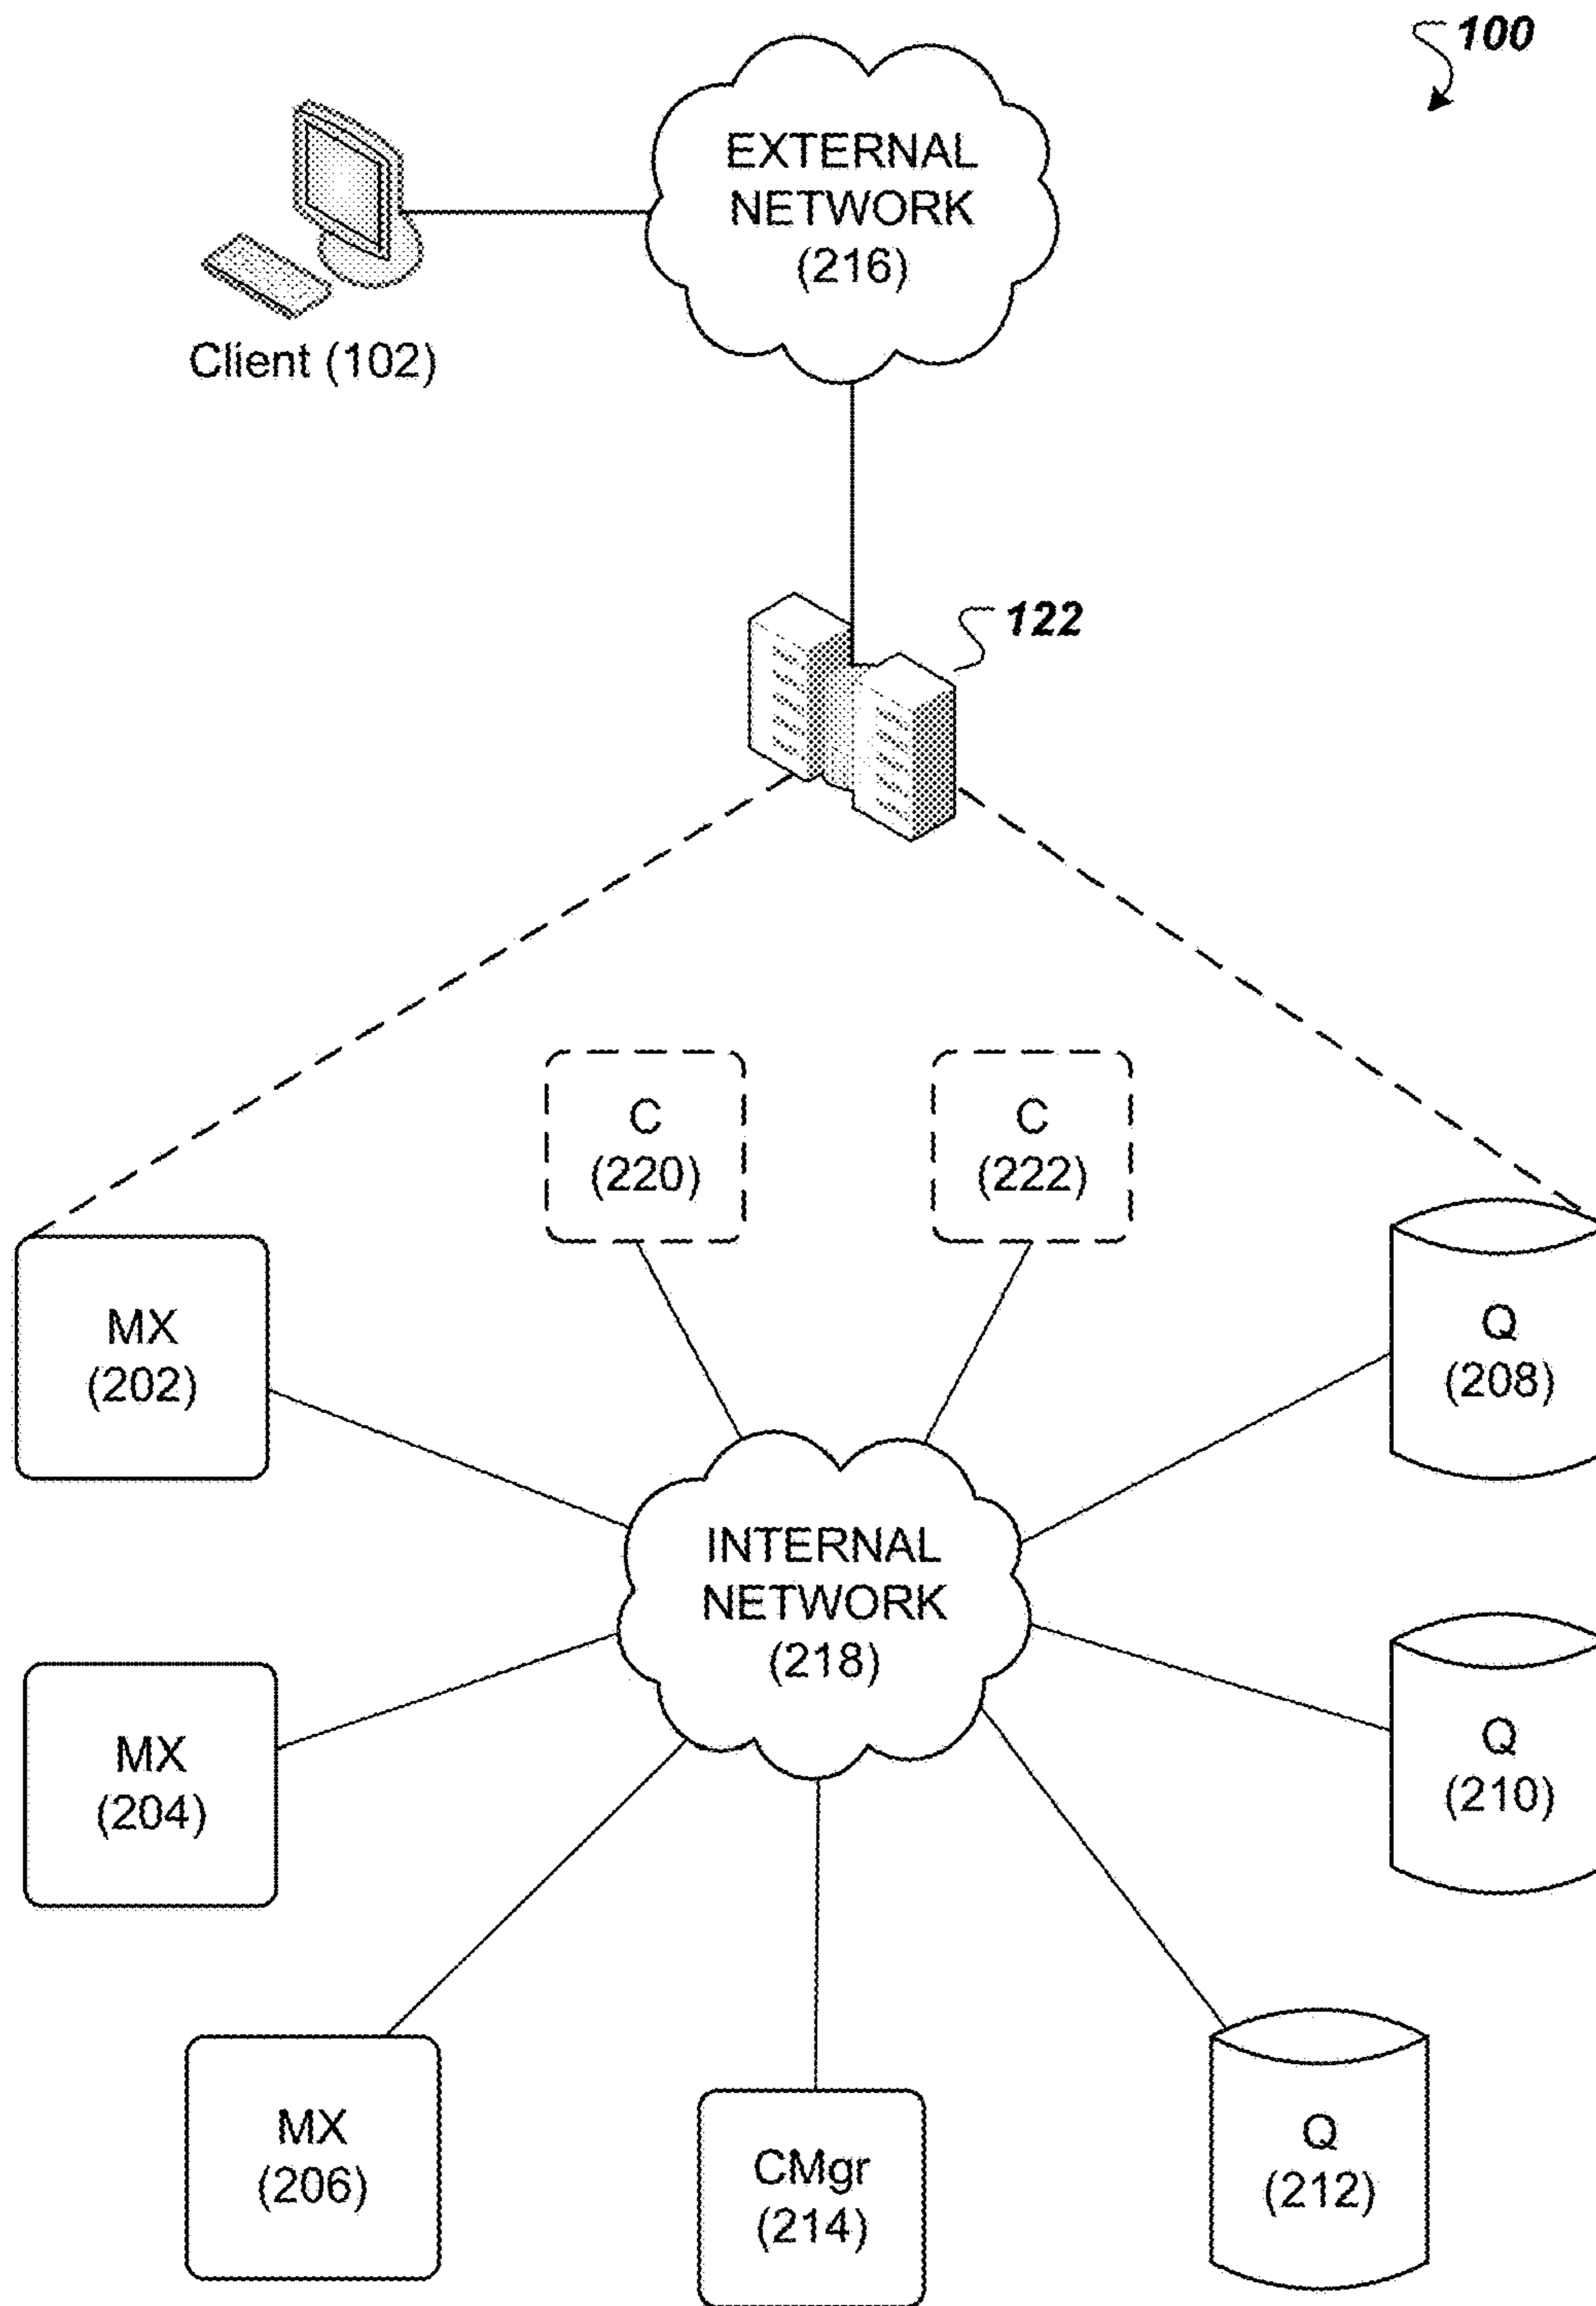 100
EXTERNAL
NETWORK
(216)
Client (102)
122
C
(220)
C
(222)
MX
(202)
Q
(208)
INTERNAL
NETWORK
(218)
MX
(204)
Q
(210)
MX
(206)
CMgr
(214)
Q
(212)